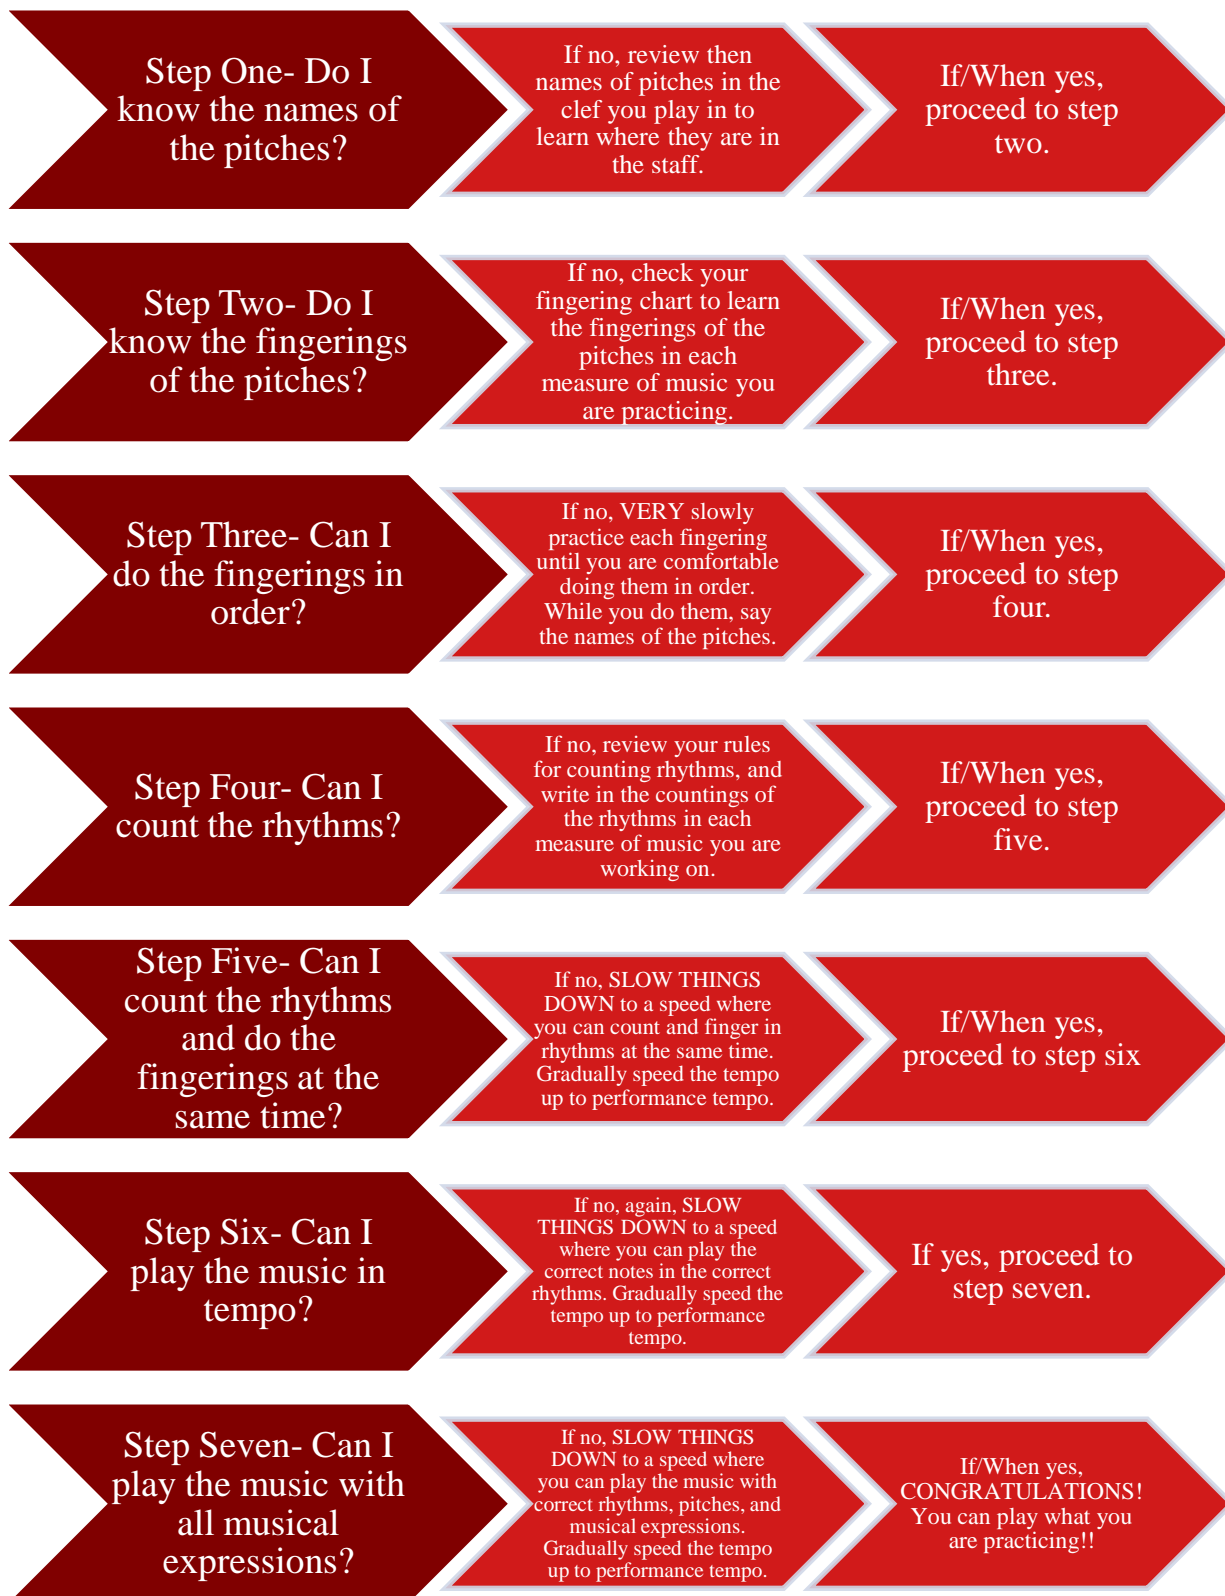 Step One- Do I
know the names of
the pitches?
If no, review then
names of pitches in the
clef you play in to
learn where they are in
the staff.
If/When yes,
proceed to step
two.
Step Two- Do I
know the fingerings
of the pitches?
If no, check your
fingering chart to learn
the fingerings of the
pitches in each
measure of music you
are practicing.
If/When yes,
proceed to step
three.
Step Three- Can I
do the fingerings in
order?
If no, VERY slowly
practice each fingering
until you are comfortable
doing them in order.
While you do them, say
the names of the pitches.
If/When yes,
proceed to step
four.
Step Four- Can I
count the rhythms?
If no, review your rules
for counting rhythms, and
write in the countings of
the rhythms in each
measure of music you are
working on.
If/When yes,
proceed to step
five.
Step Five- Can I
count the rhythms
and do the
fingerings at the
same time?
If no, SLOW THINGS
DOWN to a speed where
you can count and finger in
rhythms at the same time.
Gradually speed the tempo
up to performance tempo.
If/When yes,
proceed to step six
Step Six- Can I
play the music in
tempo?
If no, again, SLOW
THINGS DOWN to a speed
where you can play the
correct notes in the correct
rhythms. Gradually speed the
tempo up to performance
tempo.
If yes, proceed to
step seven.
Step Seven- Can I
play the music with
all musical
expressions?
If no, SLOW THINGS
DOWN to a speed where
you can play the music with
correct rhythms, pitches, and
musical expressions.
Gradually speed the tempo
up to performance tempo.
If/When yes,
CONGRATULATIONS!
You can play what you
are practicing!!